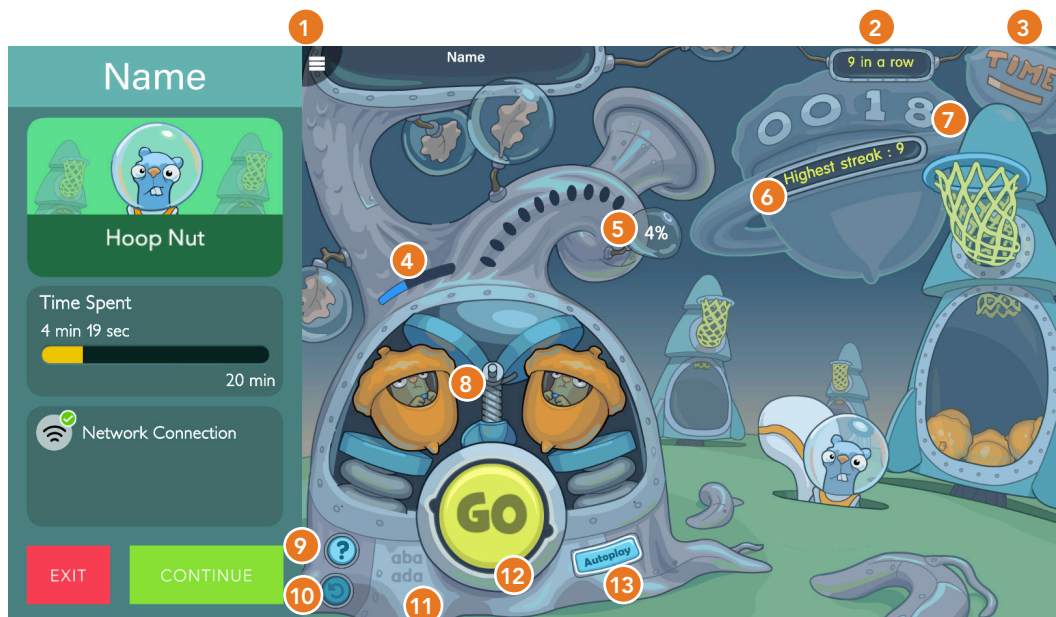 1
2
3
Name
Name
9 in a row
TIME
0018
7
Highest streak : 9
6
5
4%
4
Hoop Nut
Time Spent
4 min 19 sec
20 min
8
Network Connection
GO
9
?
aba
ada
Autoplay
EXIT
CONTINUE
10
11
12
13